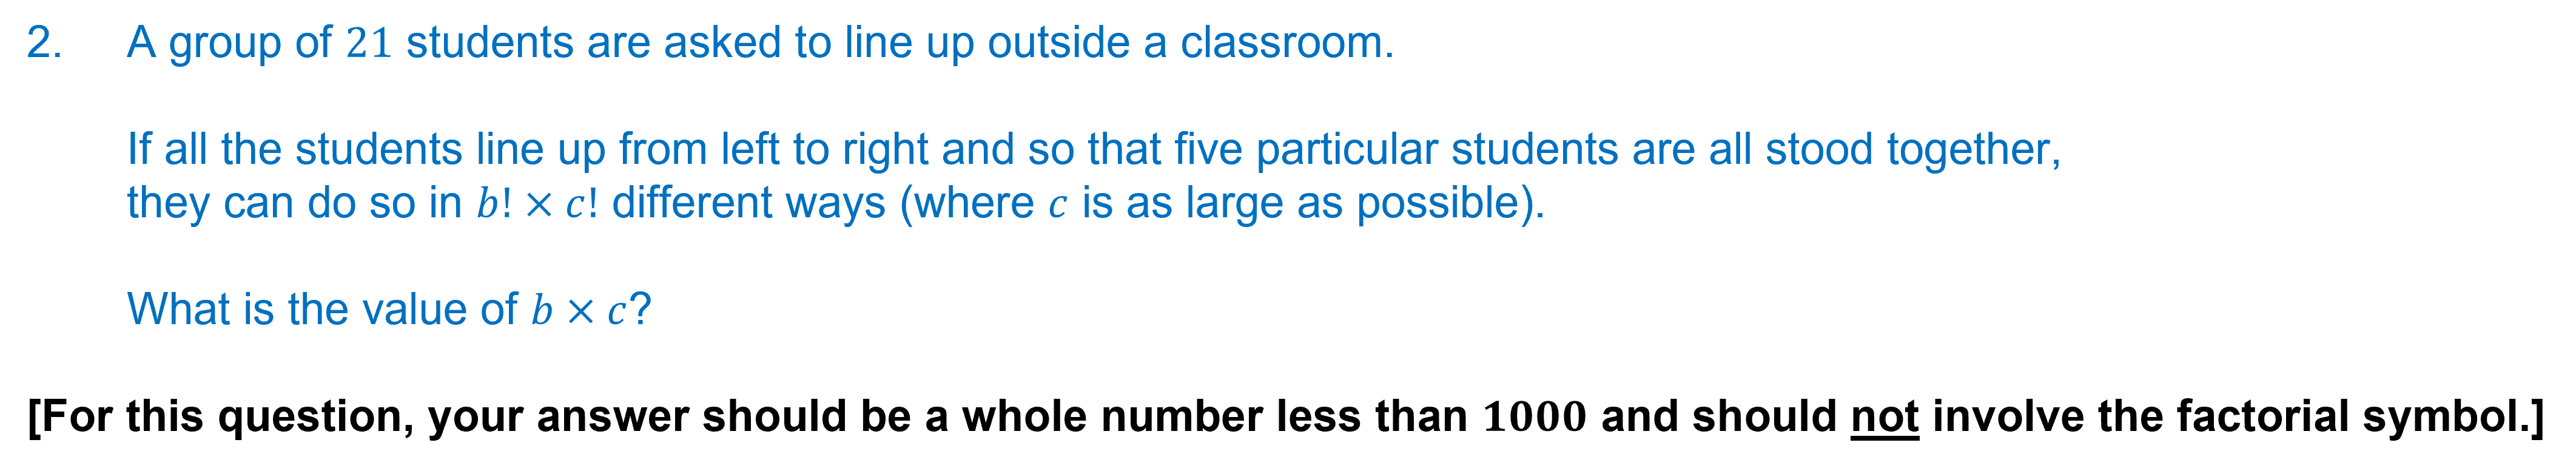 2. A group of 21 students are asked to line up outside a classroom.
If all the students line up from left to right and so that five particular students are all stood together,
they can do so in b! × c! different ways (where c is as large as possible).
What is the value of b × c?
[For this question, your answer should be a whole number less than 1000 and should not involve the factorial symbol.]